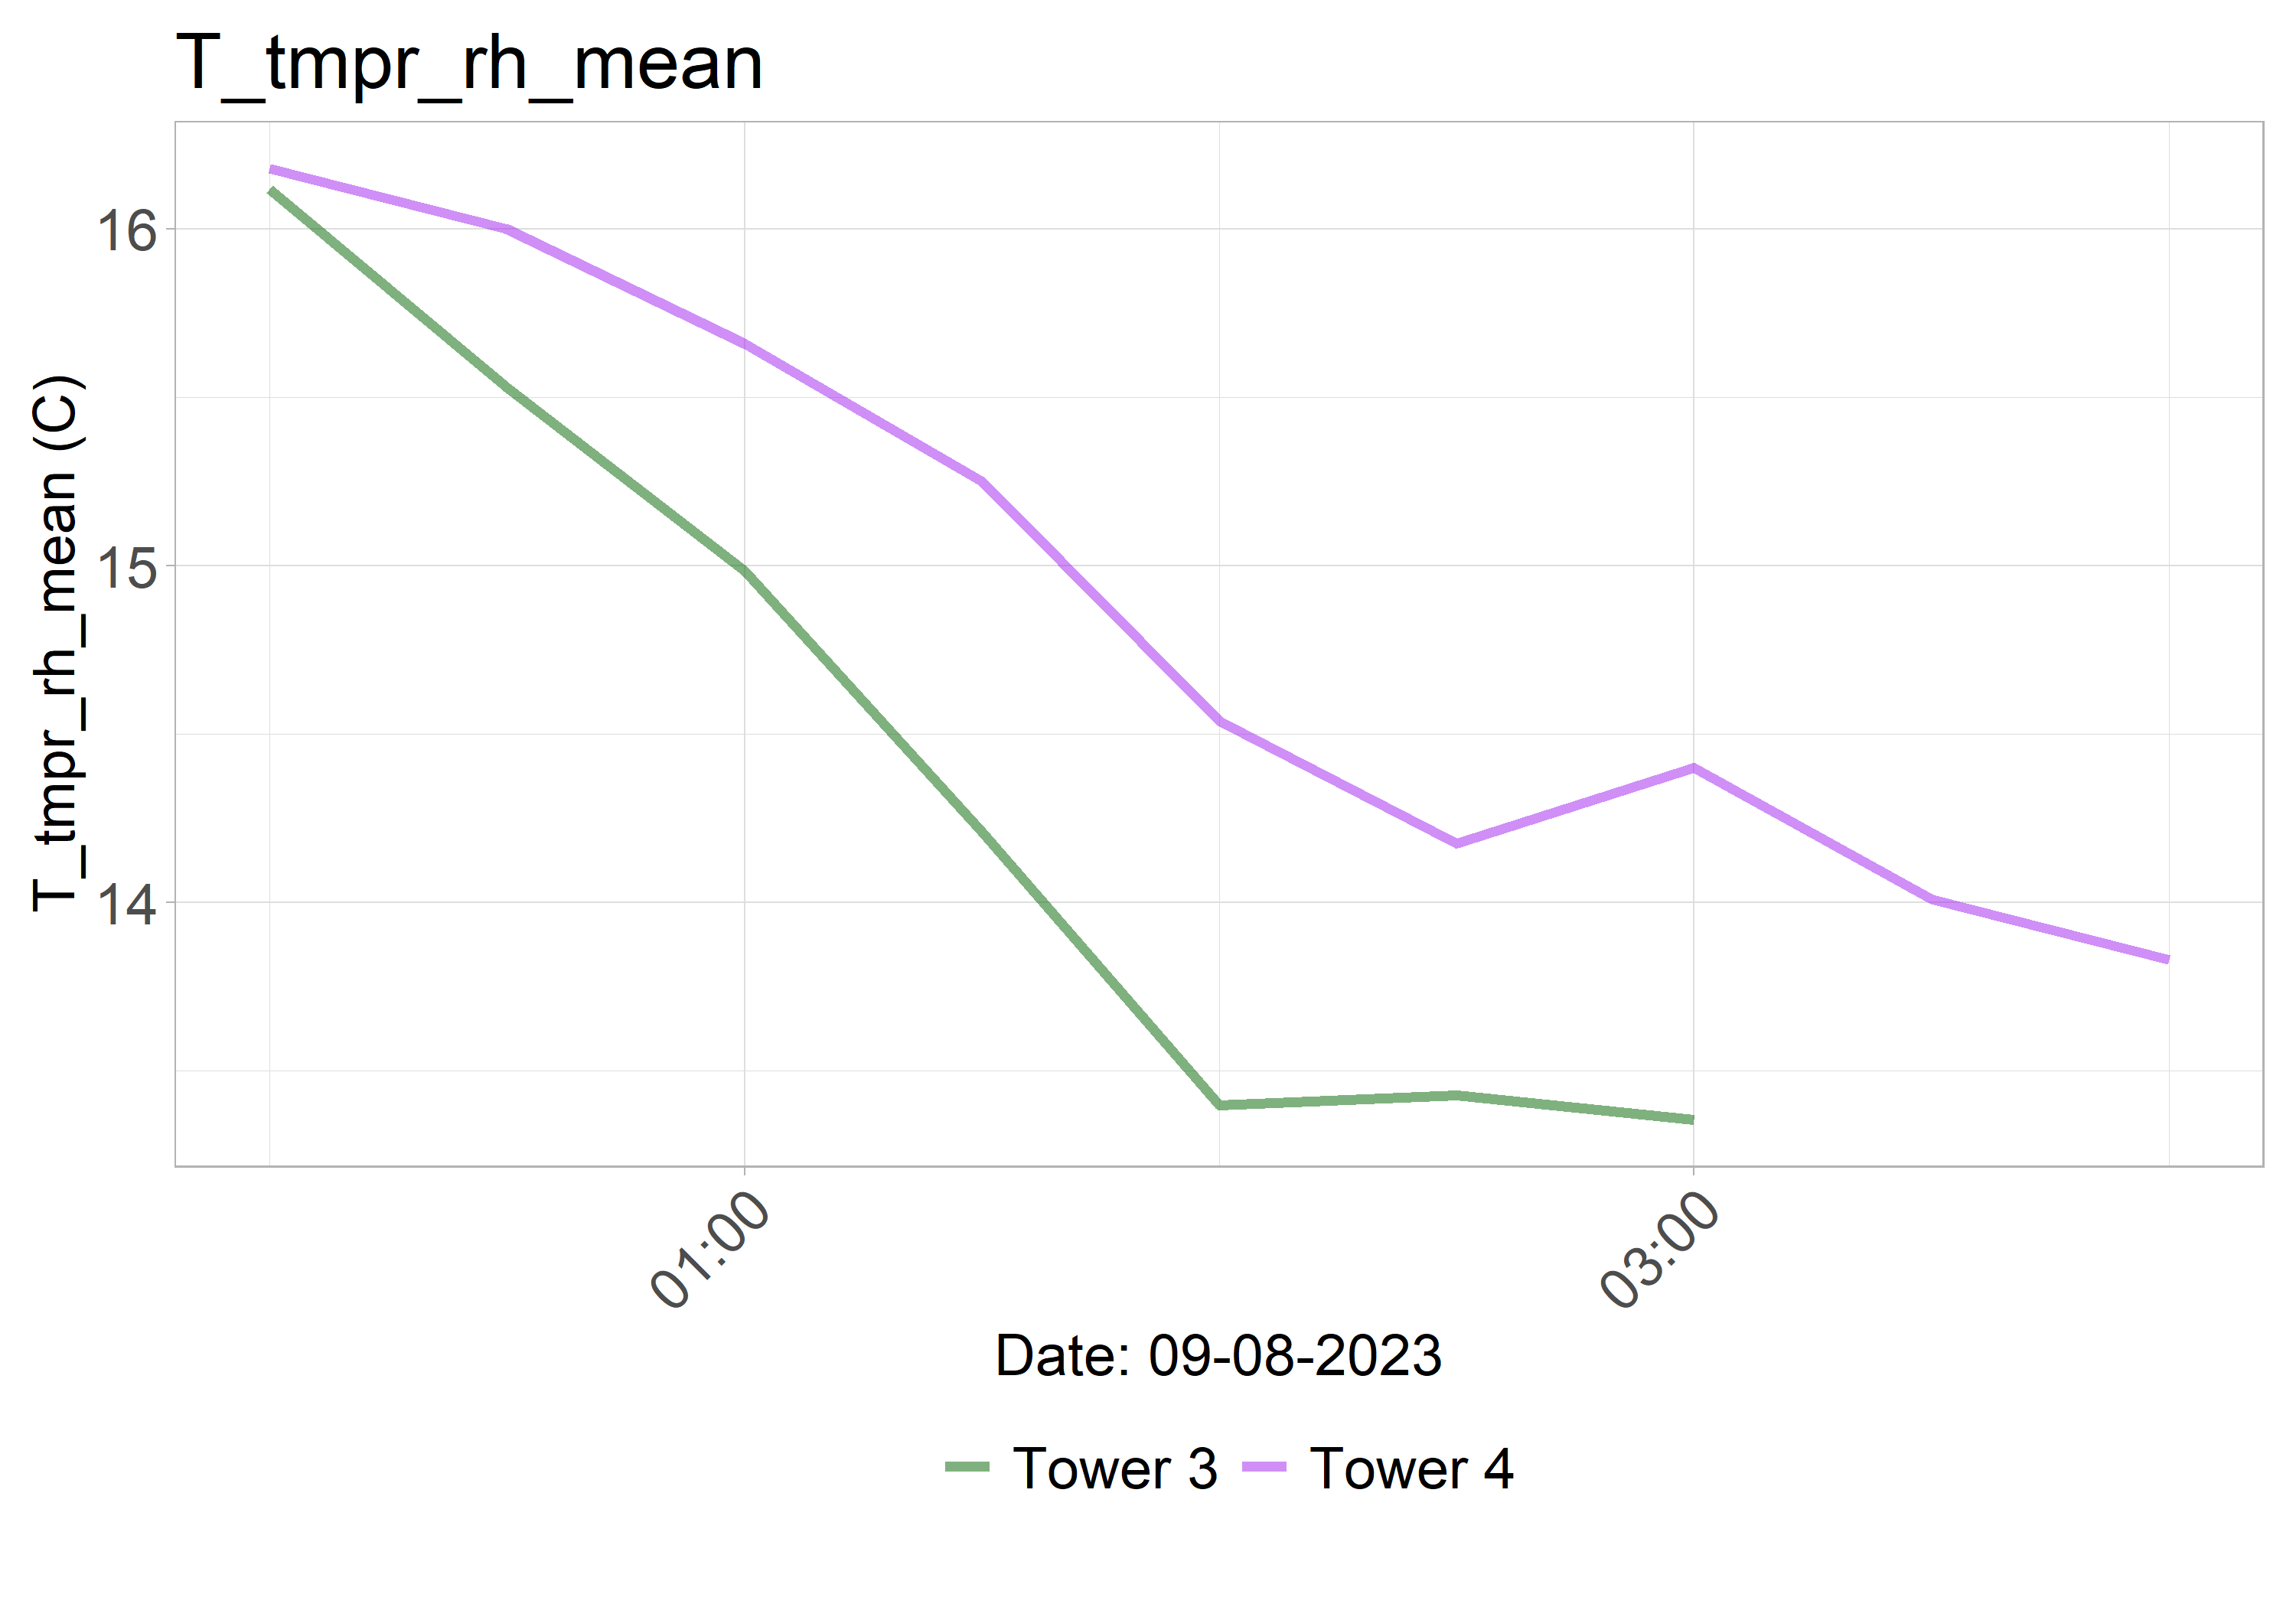 T_tmpr_rh_mean
T_tmpr_rh_mean (C)
16
15
14
01:00
03:00
Date: 09-08-2023
Tower 3
Tower 4